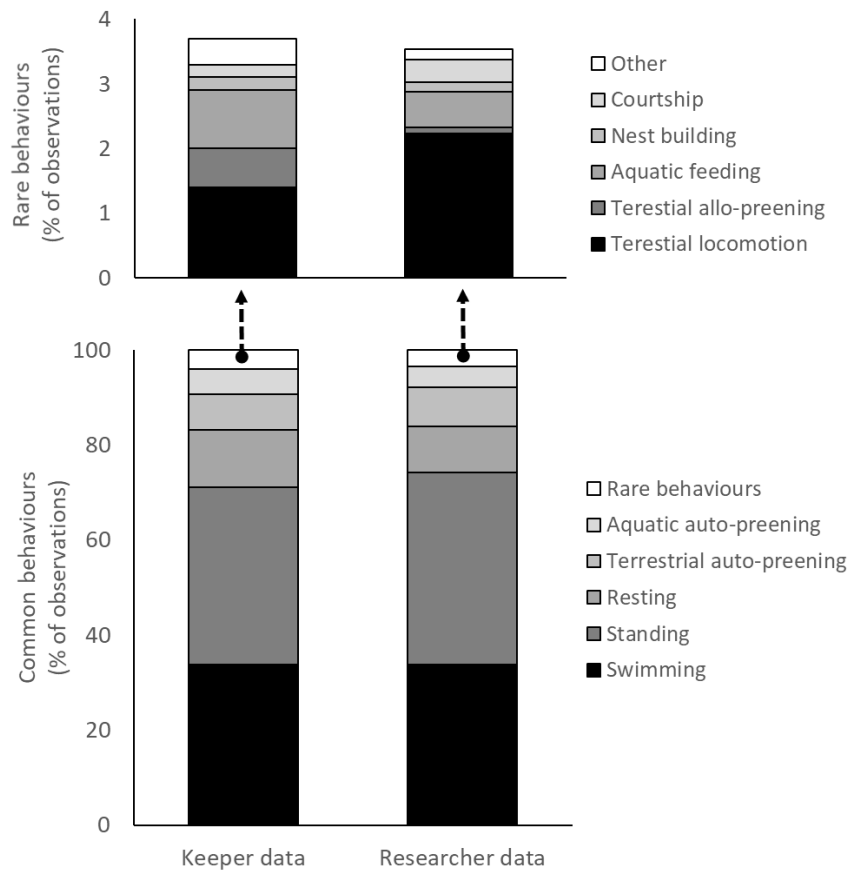 Rare behaviours
(% of observations)
4
3
2
1
0
Other
Courtship
Nest building
Aquatic feeding
Terestial allo-preening
Terestial locomotion
Common behaviours
(% of observations)
100
80
60
40
20
0
Rare behaviours
Aquatic auto-preening
Terrestrial auto-preening
Resting
Standing
Swimming
Keeper data
Researcher data